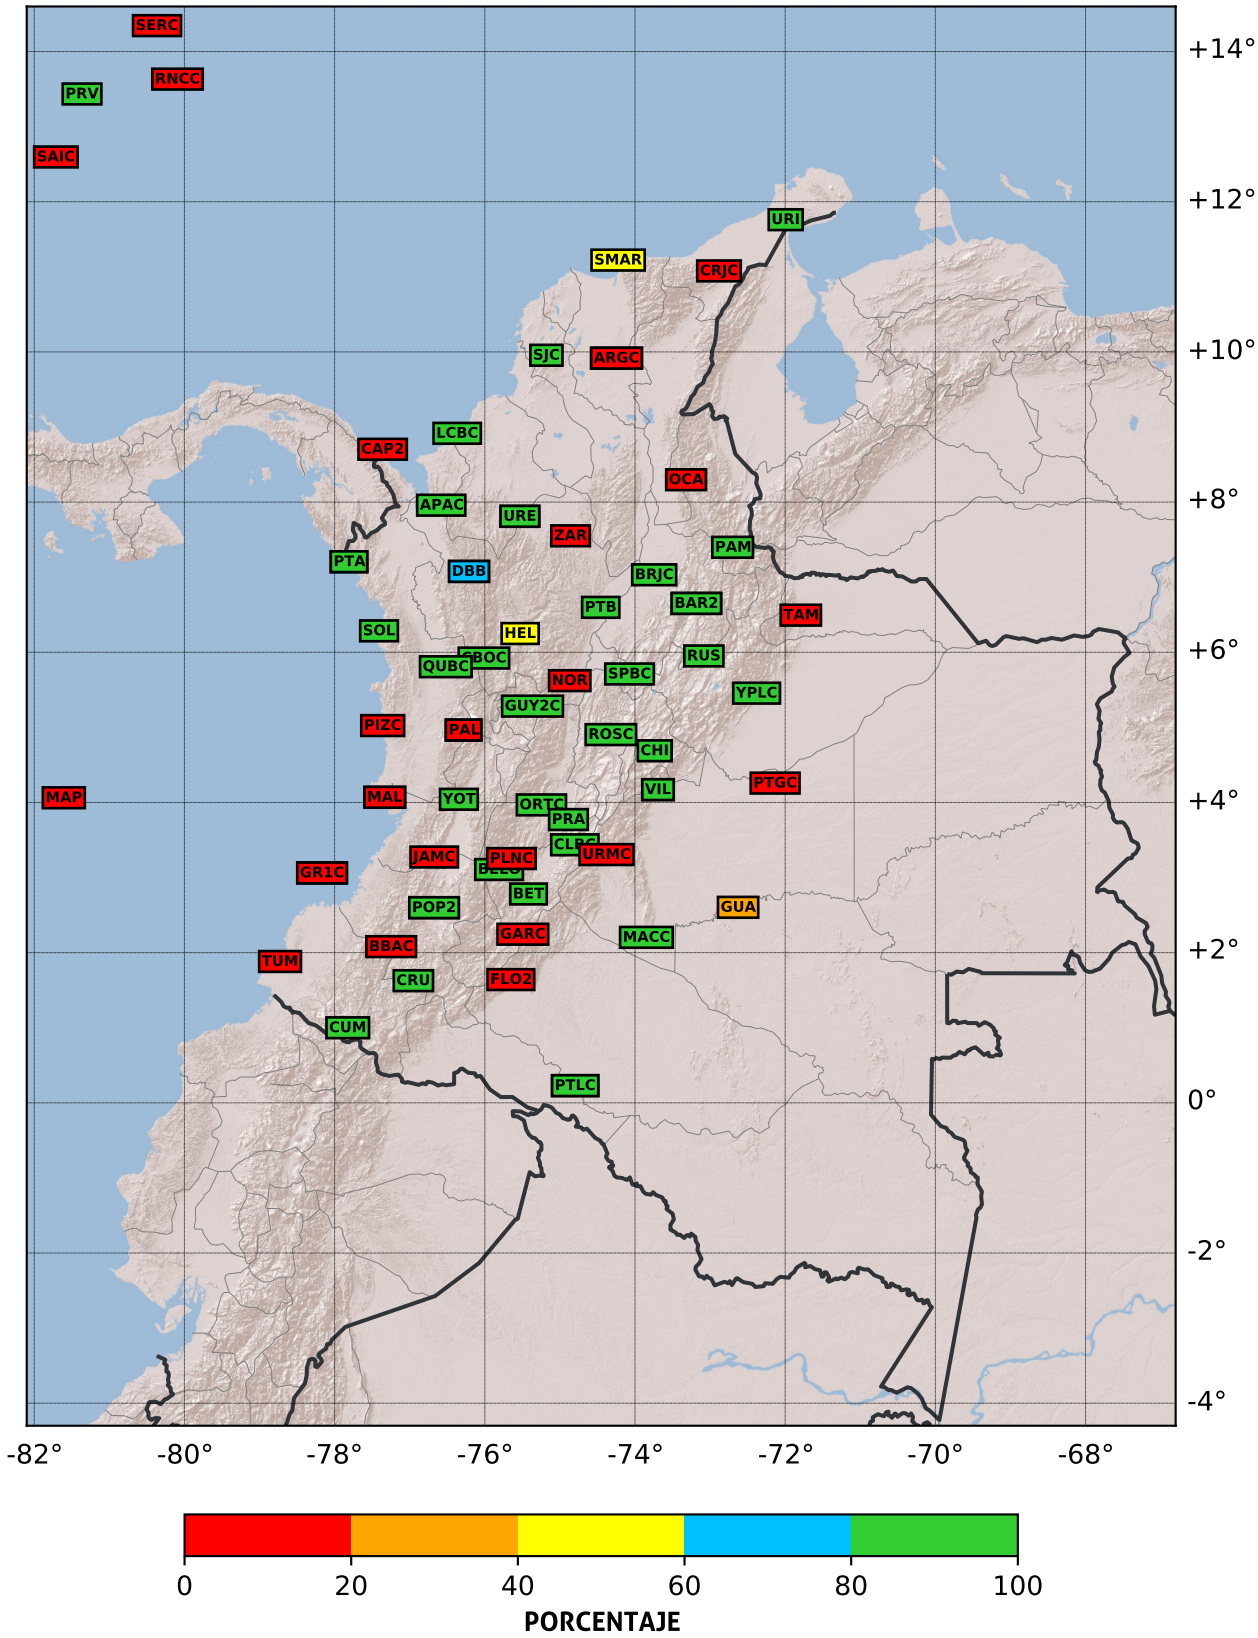 SERC
+14°
RNCC
PRV
SAIC
+12°
URI
SMAR
CRJC
SJC
ARGC
+10°
LCBC
CAP2
OCA
APAC
+8°
URE
ZAR
PAM
PTA
DBB
BRJC
BAR2
PTB
TAM
SOL
HEL
+6°
RUS
QUBC
SPBC
NOR
YPLC
GUY2C
PIZC
PAL
ROSC
CHI
PTGC
VIL
MAP
MAL
YOT
ORTC
+4°
PRA
JAMC
PLNC
URMC
GR1C
BET
POP2
GUA
GARC
MACC
BBAC
+2°
TUM
CRU
FLO2
CUM
PTLC
0°
-2°
-4°
-82° -80° -78° -76° -74° -72° -70° -68°
0 20 40 60 80 100
PORCENTAJE